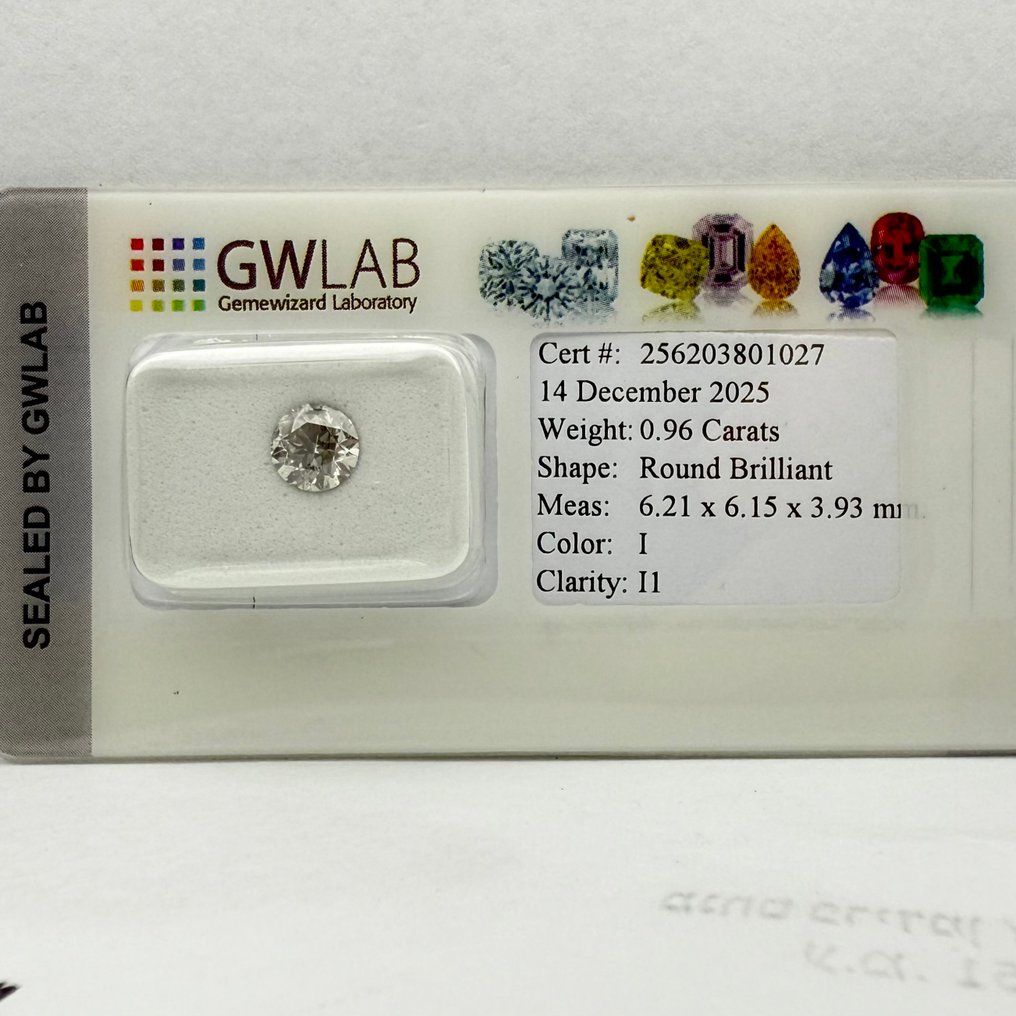 SEALED BY GWLAB
GWLAB
Gemewizard Laboratory
Cert #: 256203801027
14 December 2025
Weight: 0.96 Carats
Shape: Round Brilliant
Meas: 6.21 x 6.15 x 3.93 mm.
Color: I
Clarity: I1